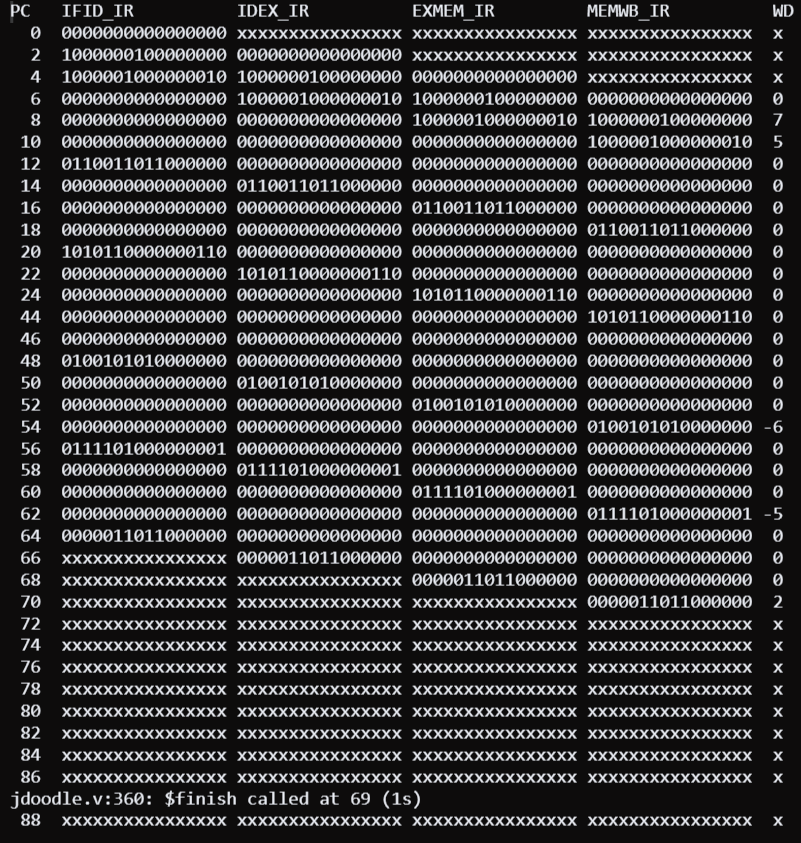 PC IFID_IR IDEX_IR EXMEM_IR MEMWB_IR WD
0 0000000000000000 xxxxxxxxxxxxxxxx xxxxxxxxxxxxxxxx xxxxxxxxxxxxxxxx x
2 1000000100000000 0000000000000000 xxxxxxxxxxxxxxxx xxxxxxxxxxxxxxxx x
4 1000001000000010 1000000100000000 0000000000000000 xxxxxxxxxxxxxxxx x
6 0000000000000000 1000001000000010 1000000100000000 0000000000000000 0
8 0000000000000000 0000000000000000 1000001000000010 1000000100000000 7
10 0000000000000000 0000000000000000 0000000000000000 1000001000000010 5
12 0110011011000000 0000000000000000 0000000000000000 0000000000000000 0
14 0000000000000000 0110011011000000 0000000000000000 0000000000000000 0
16 0000000000000000 0000000000000000 0110011011000000 0000000000000000 0
18 0000000000000000 0000000000000000 0000000000000000 0110011011000000 0
20 1010110000000110 0000000000000000 0000000000000000 0000000000000000 0
22 0000000000000000 1010110000000110 0000000000000000 0000000000000000 0
24 0000000000000000 0000000000000000 1010110000000110 0000000000000000 0
44 0000000000000000 0000000000000000 0000000000000000 1010110000000110 0
46 0000000000000000 0000000000000000 0000000000000000 0000000000000000 0
48 0100101010000000 0000000000000000 0000000000000000 0000000000000000 0
50 0000000000000000 0100101010000000 0000000000000000 0000000000000000 0
52 0000000000000000 0000000000000000 0100101010000000 0000000000000000 0
54 0000000000000000 0000000000000000 0000000000000000 0100101010000000 -6
56 0111101000000001 0000000000000000 0000000000000000 0000000000000000 0
58 0000000000000000 0111101000000001 0000000000000000 0000000000000000 0
60 0000000000000000 0000000000000000 0111101000000001 0000000000000000 0
62 0000000000000000 0000000000000000 0000000000000000 0111101000000001 -5
64 0000011011000000 0000000000000000 0000000000000000 0000000000000000 0
66 xxxxxxxxxxxxxxxx 0000011011000000 0000000000000000 0000000000000000 0
68 xxxxxxxxxxxxxxxx xxxxxxxxxxxxxxxx 0000011011000000 0000000000000000 0
70 xxxxxxxxxxxxxxxx xxxxxxxxxxxxxxxx xxxxxxxxxxxxxxxx 0000011011000000 2
72 xxxxxxxxxxxxxxxx xxxxxxxxxxxxxxxx xxxxxxxxxxxxxxxx xxxxxxxxxxxxxxxx x
74 xxxxxxxxxxxxxxxx xxxxxxxxxxxxxxxx xxxxxxxxxxxxxxxx xxxxxxxxxxxxxxxx x
76 xxxxxxxxxxxxxxxx xxxxxxxxxxxxxxxx xxxxxxxxxxxxxxxx xxxxxxxxxxxxxxxx x
78 xxxxxxxxxxxxxxxx xxxxxxxxxxxxxxxx xxxxxxxxxxxxxxxx xxxxxxxxxxxxxxxx x
80 xxxxxxxxxxxxxxxx xxxxxxxxxxxxxxxx xxxxxxxxxxxxxxxx xxxxxxxxxxxxxxxx x
82 xxxxxxxxxxxxxxxx xxxxxxxxxxxxxxxx xxxxxxxxxxxxxxxx xxxxxxxxxxxxxxxx x
84 xxxxxxxxxxxxxxxx xxxxxxxxxxxxxxxx xxxxxxxxxxxxxxxx xxxxxxxxxxxxxxxx x
86 xxxxxxxxxxxxxxxx xxxxxxxxxxxxxxxx xxxxxxxxxxxxxxxx xxxxxxxxxxxxxxxx x
jdoodle.v:360: $finish called at 69 (1s)
88 xxxxxxxxxxxxxxxx xxxxxxxxxxxxxxxx xxxxxxxxxxxxxxxx xxxxxxxxxxxxxxxx x